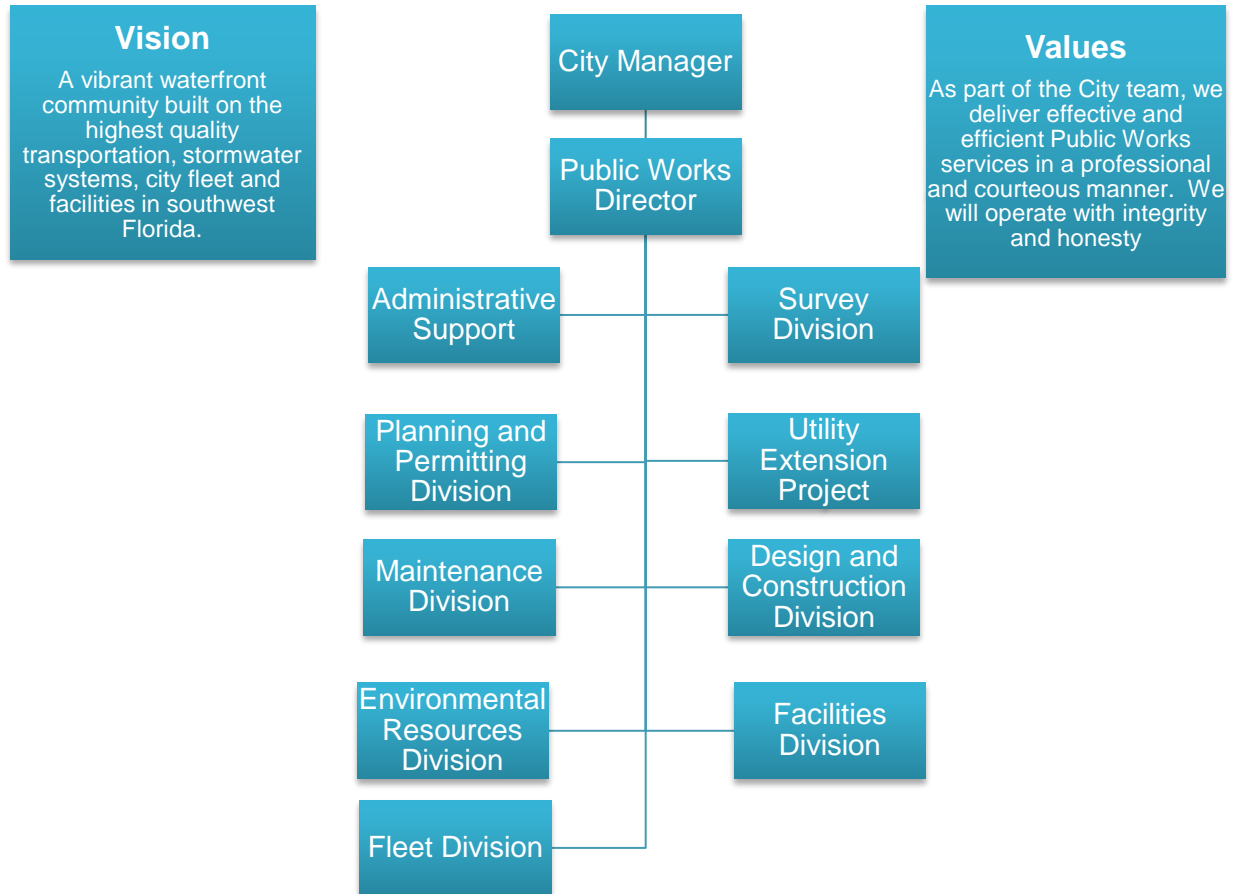 Vision
A vibrant waterfront
community built on the
highest quality
transportation, stormwater
systems, city fleet and
facilities in southwest
Florida.
City Manager
Public Works
Director
Values
As part of the City team, we
deliver effective and
efficient Public Works
services in a professional
and courteous manner.  We
will operate with integrity
and honesty
Administrative
Support
Survey
Division
Planning and
Permitting
Division
Utility
Extension
Project
Maintenance
Division
Design and
Construction
Division
Environmental
Resources
Division
Facilities
Division
Fleet Division